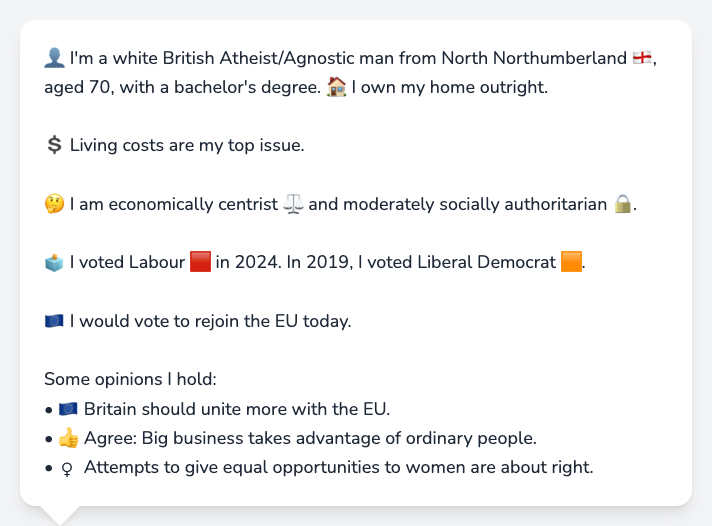 👤 I'm a white British Atheist/Agnostic man from North Northumberland 🏴󠁧󠁢󠁥󠁮󠁧󠁿,
aged 70, with a bachelor's degree. 🏠 I own my home outright.
💲 Living costs are my top issue.
🤔 I am economically centrist ⚖️ and moderately socially authoritarian 🔒.
🗳️ I voted Labour 🟥 in 2024. In 2019, I voted Liberal Democrat 🟧.
🇪🇺 I would vote to rejoin the EU today.
Some opinions I hold:
• 🇪🇺 Britain should unite more with the EU.
• 👍 Agree: Big business takes advantage of ordinary people.
• ♀ Attempts to give equal opportunities to women are about right.